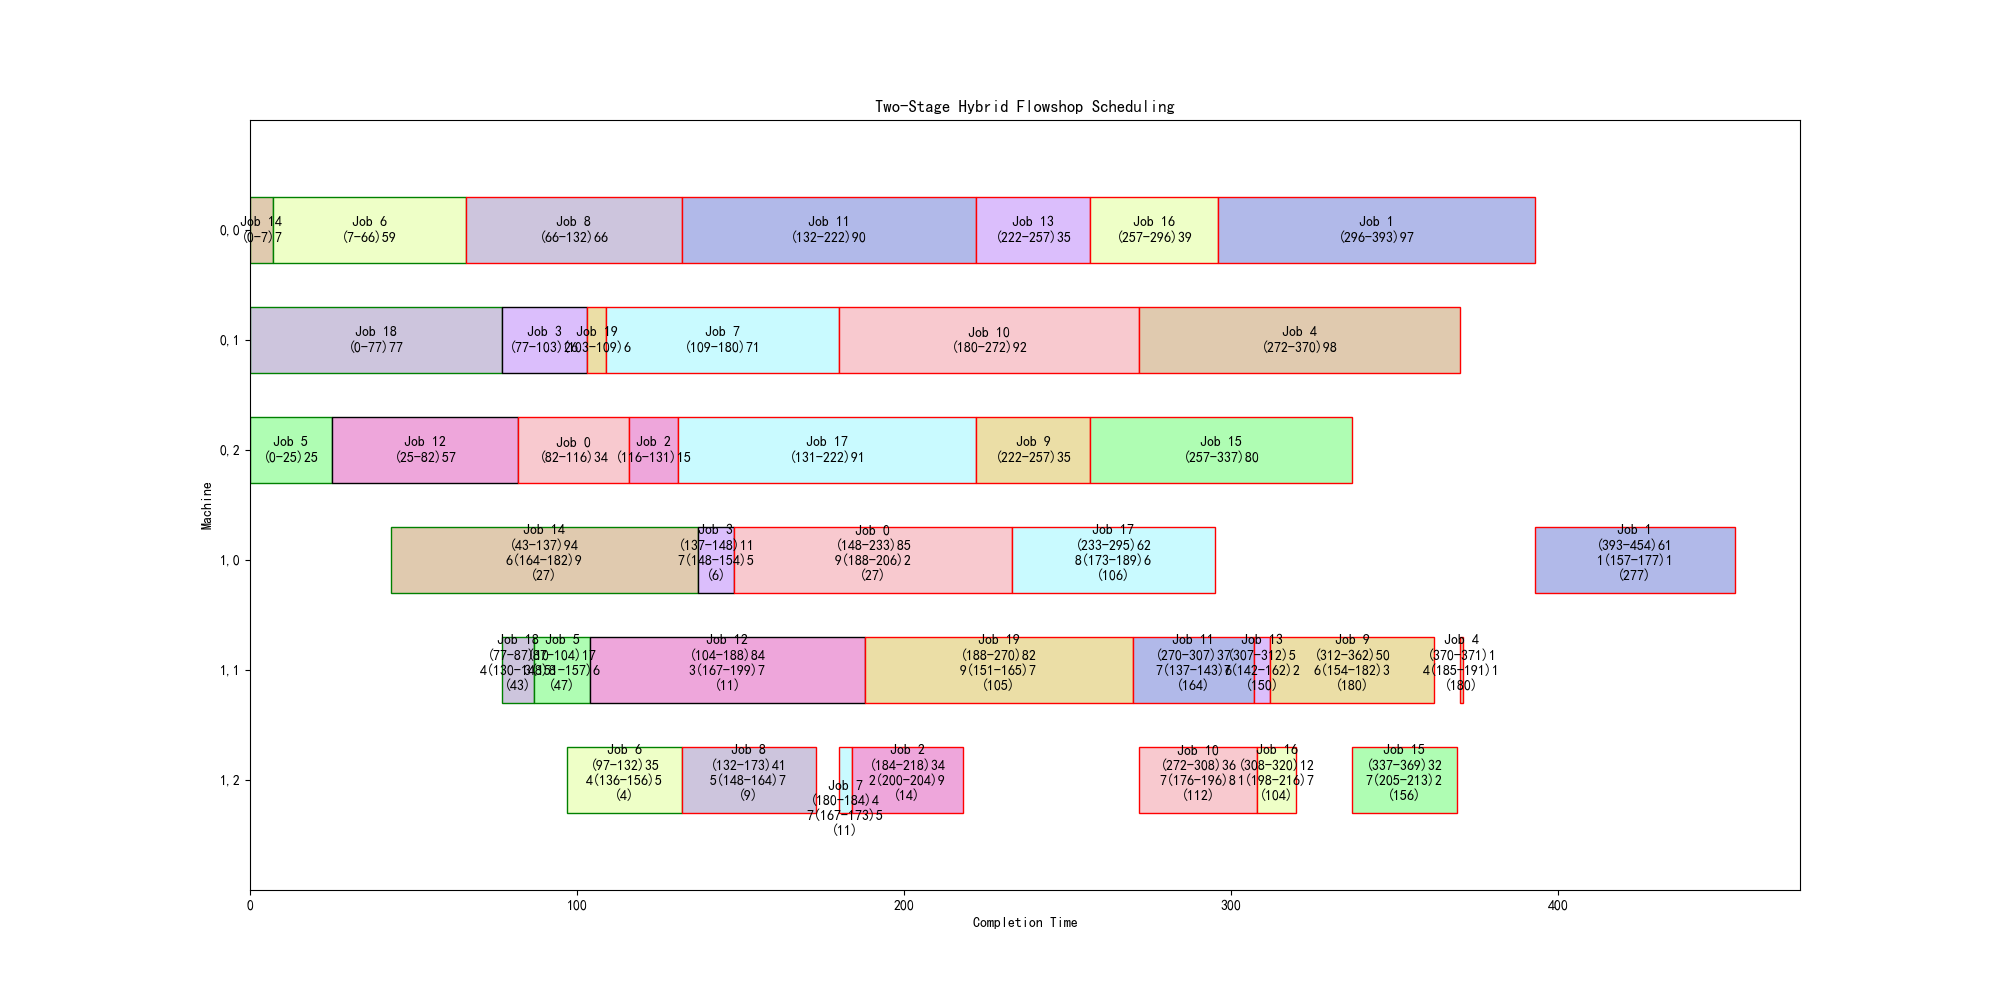 Two-Stage Hybrid Flowshop Scheduling
Machine
0,0
Job 14
(0-7)7
Job 6
(7-66)59
Job 8
(66-132)66
Job 11
(132-222)90
Job 13
(222-257)35
Job 16
(257-296)39
Job 1
(296-393)97
0,1
Job 18
(0-77)77
Job 3
(77-103)26
Job 19
(103-109)6
Job 7
(109-180)71
Job 10
(180-272)92
Job 4
(272-370)98
0,2
Job 5
(0-25)25
Job 12
(25-82)57
Job 0
(82-116)34
Job 2
(116-131)15
Job 17
(131-222)91
Job 9
(222-257)35
Job 15
(257-337)80
1,0
Job 14
(43-137)94
6(164-182)9
(27)
Job 3
(137-148)11
7(148-154)5
(6)
Job 0
(148-233)85
9(188-206)2
(27)
Job 17
(233-295)62
8(173-189)6
(106)
Job 1
(393-454)61
1(157-177)1
(277)
1,1
Job 18
(77-87)10
(43)
Job 5
(87-104)17
(47)
Job 12
(104-188)84
3(167-199)7
(11)
Job 19
(188-270)82
9(151-165)7
(105)
Job 11
(270-307)37
(164)
Job 13
(307-312)5
(150)
Job 9
(312-362)50
6(154-182)3
(180)
Job 4
(370-371)1
4(185-191)1
(180)
1,2
Job 6
(97-132)35
4(136-156)5
(4)
Job 8
(132-173)41
5(148-164)7
(9)
Job 7
(180-184)4
7(167-173)5
(11)
Job 2
(184-218)34
2(200-204)9
(14)
Job 10
(272-308)36
7(176-196)8
(112)
Job 16
(308-320)12
1(198-216)7
(104)
Job 15
(337-369)32
7(205-213)2
(156)
0
100
200
300
400
Completion Time